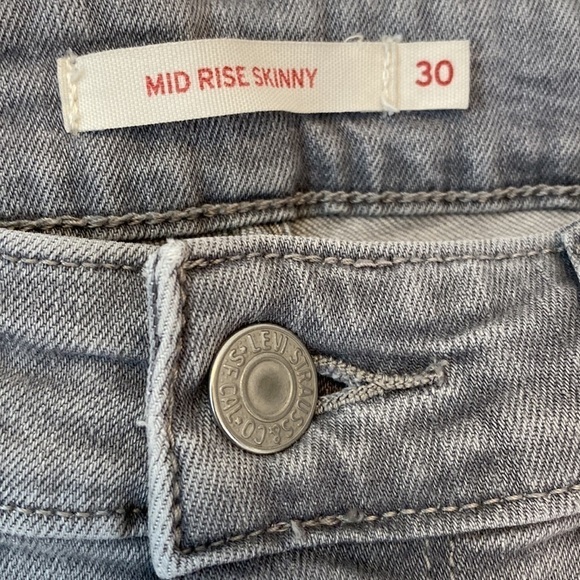 MID RISE SKINNY
30
LEVI STRAUSS & CO
S.F. CAL